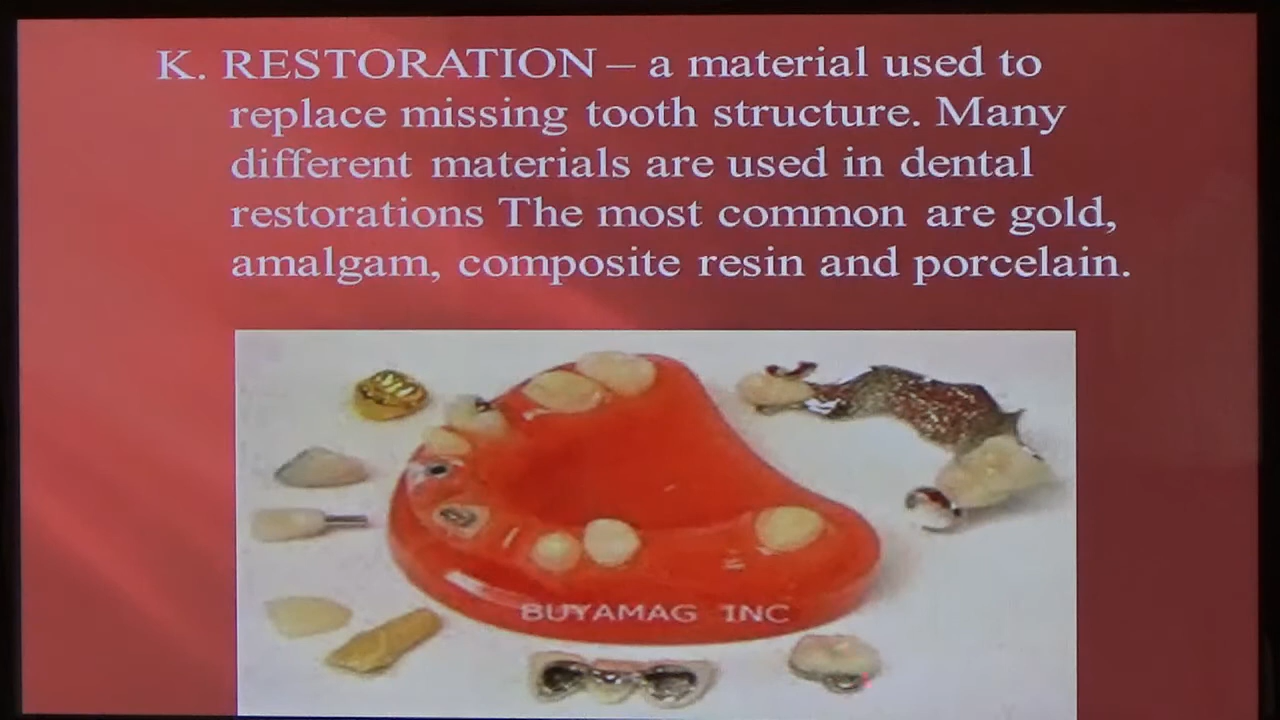 K. RESTORATION – a material used to
replace missing tooth structure. Many
different materials are used in dental
restorations The most common are gold,
amalgam, composite resin and porcelain.
BUYAMAG INC